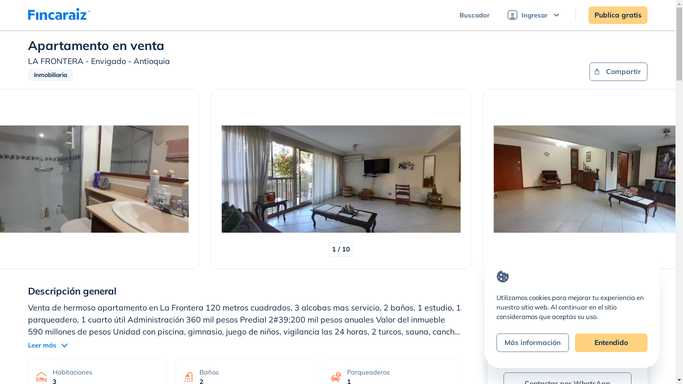 Fincaraiz
Buscador
Ingresar
Publica gratis
Apartamento en venta
LA FRONTERA - Envigado - Antioquia
Inmobiliaria
Compartir
1 / 10
Descripción general
Venta de hermoso apartamento en La Frontera 120 metros cuadrados, 3 alcobas mas servicio, 2 baños, 1 estudio, 1
parqueadero, 1 cuarto útil Administración 360 mil pesos Predial 2#39;200 mil pesos anuales Valor del inmueble
590 millones de pesos Unidad con piscina, gimnasio, juego de niños, vigilancia las 24 horas, 2 turcos, sauna, canch...
Leer más
Habitaciones
3
Baños
2
Parqueaderos
1
Utilizamos cookies para mejorar tu experiencia en
nuestro sitio web. Al continuar en el sitio
consideramos que aceptas su uso.
Más información
Entendido
Contactar por WhatsApp